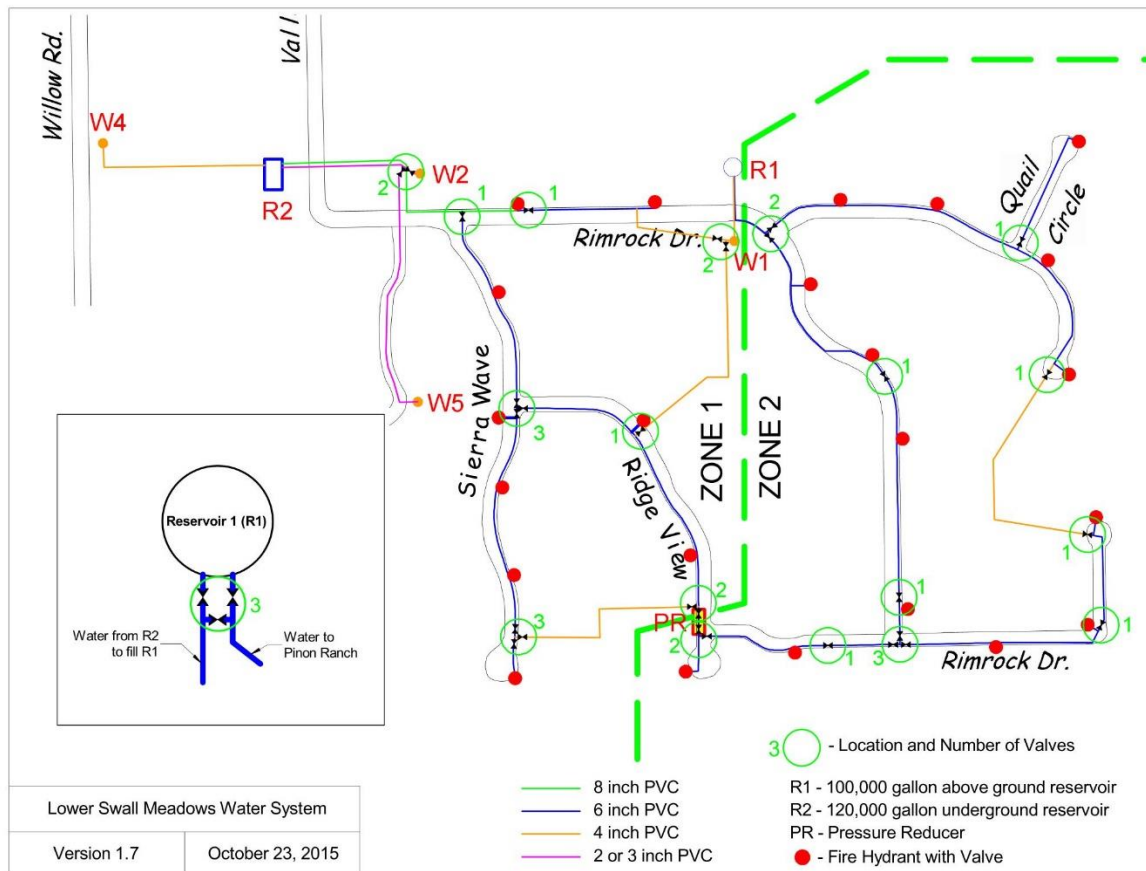 Willow Rd.
Val I.
W4
R2
2
W2
1
1
R1
Rimrock Dr.
2
W1
2
Quail
Circle
1
Sierra Wave
W5
3
1
Ridge View
ZONE 1
ZONE 2
1
1
1
1
3
2
PR
2
1
3
1
Rimrock Dr.
Reservoir 1 (R1)
3
Water from R2
to fill R1
Water to
Pinon Ranch
3
- Location and Number of Valves
8 inch PVC
6 inch PVC
4 inch PVC
2 or 3 inch PVC
R1 - 100,000 gallon above ground reservoir
R2 - 120,000 gallon underground reservoir
PR - Pressure Reducer
- Fire Hydrant with Valve
Lower Swall Meadows Water System
Version 1.7
October 23, 2015